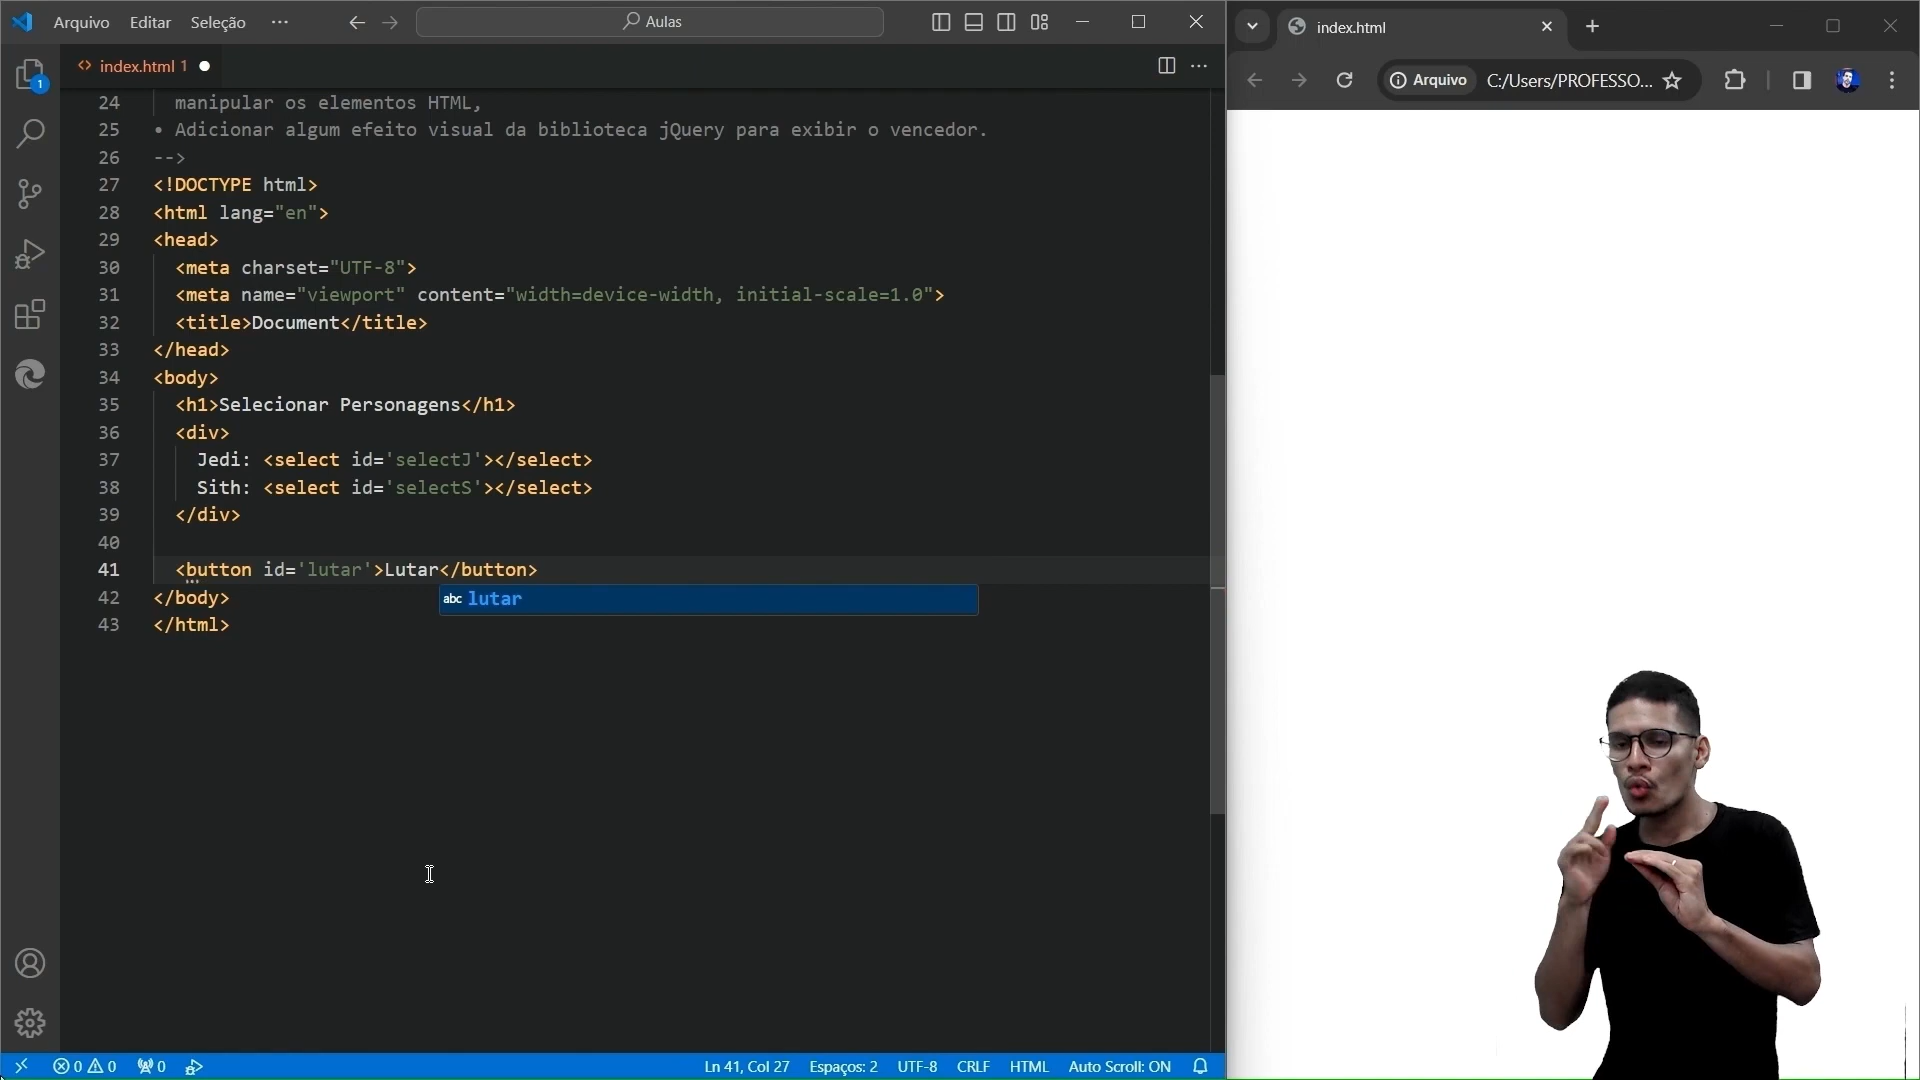 Arquivo Editar Seleção ··· Aulas
index.html 1
24 manipular os elementos HTML,
25 • Adicionar algum efeito visual da biblioteca jQuery para exibir o vencedor.
26 -->
27 <!DOCTYPE html>
28 <html lang="en">
29 <head>
30 <meta charset="UTF-8">
31 <meta name="viewport" content="width=device-width, initial-scale=1.0">
32 <title>Document</title>
33 </head>
34 <body>
35 <h1>Selecionar Personagens</h1>
36 <div>
37 Jedi: <select id='selectJ'></select>
38 Sith: <select id='selectS'></select>
39 </div>
40
41 <button id='lutar'>Lutar</button>
abc lutar
42 </body>
43 </html>
1
0 0 0 Ln 41, Col 27 Espaços: 2 UTF-8 CRLF HTML Auto Scroll: ON
index.html
Arquivo C:/Users/PROFESSO...